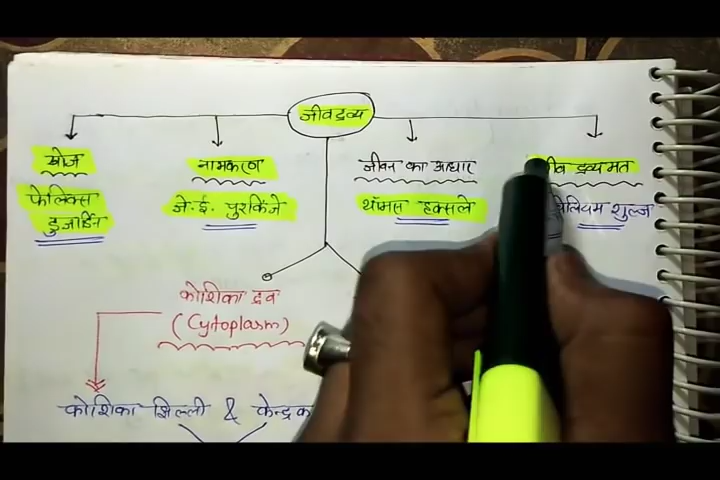 जीवद्रव्य
खोज
नामकरण
जीवन का आधार
जीव द्रव्यमत
फेलिक्स
डुजार्डिन
जे. ई. पुरकिंजे
थॉमस हक्सले
शुल्ज
कोशिका द्रव
(Cytoplasm)
कोशिका झिल्ली & केन्द्रक